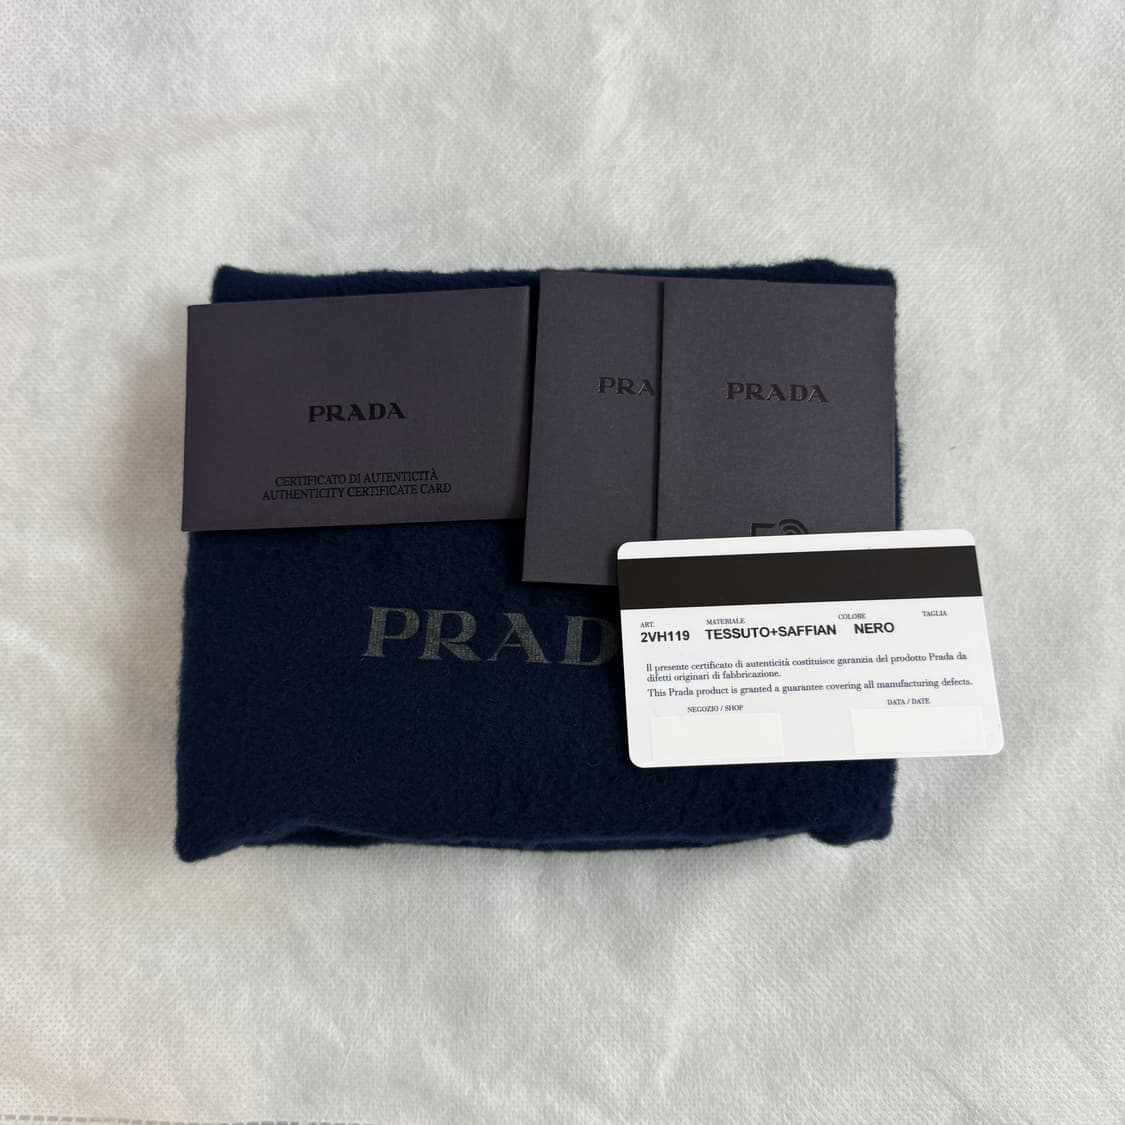 PRADA
CERTIFICATO DI AUTENTICITÀ
AUTHENTICITY CERTIFICATE CARD
PRA
PRADA
PRAD
ART. MATERIALE COLORE TAGLIA
2VH119 TESSUTO+SAFFIAN NERO
Il presente certificato di autenticità costituisce garanzia del prodotto Prada da
difetti originari di fabbricazione.
This Prada product is granted a guarantee covering all manufacturing defects.
NEGOZIO / SHOP DATA / DATE